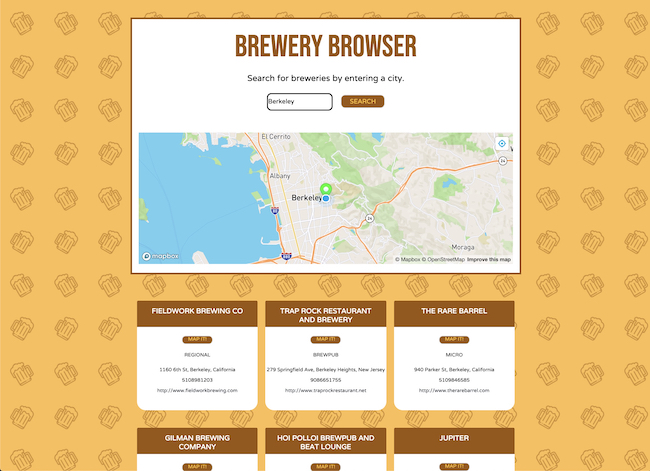 BREWERY BROWSER
Search for breweries by entering a city.
Berkeley
SEARCH
El Cerrito
Albany
Berkeley
24
80
24
Moraga
580
mapbox
© Mapbox © OpenStreetMap Improve this map
FIELDWORK BREWING CO
MAP IT!
REGIONAL
1160 6th St, Berkeley, California
5108981203
http://www.fieldworkbrewing.com
TRAP ROCK RESTAURANT
AND BREWERY
MAP IT!
BREWPUB
279 Springfield Ave, Berkeley Heights, New Jersey
9086651755
http://www.traprockrestaurant.net
THE RARE BARREL
MAP IT!
MICRO
940 Parker St, Berkeley, California
5109846585
http://www.therarebarrel.com
GILMAN BREWING
COMPANY
MAP IT!
HOI POLLOI BREWPUB AND
BEAT LOUNGE
MAP IT!
JUPITER
MAP IT!